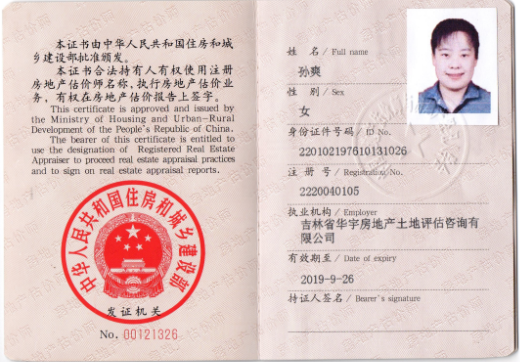 本证书由中华人民共和国住房和城
乡建设部批准颁发。
本证书合法持有人有权使用注册
房地产估价师名称，执行房地产估价业
务，有权在房地产估价报告上签字。
This certificate is approved and issued by
the Ministry of Housing and Urban-Rural
Development of the People's Republic of China.
The bearer of this certificate is entitled to
use the designation of Registered Real Estate
Appraiser to proceed real estate appraisal practices
and to sign on real estate appraisal reports.
中华人民共和国住房和城乡建设部
发证机关
No. 00121326
姓 名 / Full name
孙爽
性 别 / Sex
女
身份证件号码 / ID No.
220102197610131026
注 册 号 / Registration No.
2220040105
执业机构 / Employer
吉林省华宇房地产土地评估咨询有
限公司
有效期至 / Date of expiry
2019-9-26
持证人签名 / Bearer's signature